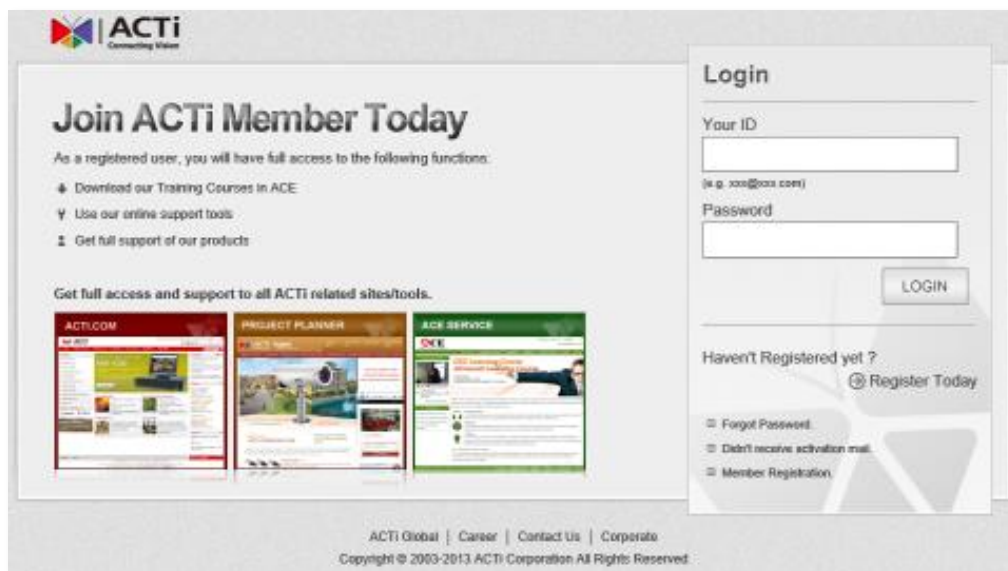 ACTi
Connecting Vision
Join ACTi Member Today
As a registered user, you will have full access to the following functions:
Download our Training Courses in ACE
Use our online support tools
Get full support of our products
Get full access and support to all ACTi related sites/tools.
ACTI.COM
PROJECT PLANNER
ACE SERVICE
ACE
Login
Your ID
(e.g. xxx@xxx.com)
Password
LOGIN
Haven't Registered yet ?
Register Today
Forgot Password.
Didn't receive activation mail.
Member Registration.
ACTi Global | Career | Contact Us | Corporate
Copyright © 2003-2013 ACTi Corporation All Rights Reserved